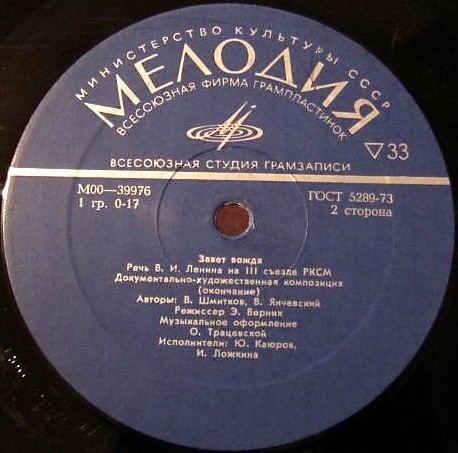 МИНИСТЕРСТВО КУЛЬТУРЫ СССР
МЕЛОДИЯ
ВСЕСОЮЗНАЯ ФИРМА ГРАМПЛАСТИНОК
▽ 33
ВСЕСОЮЗНАЯ СТУДИЯ ГРАМЗАПИСИ
М00—39976
ГОСТ 5289-73
1 гр. 0-17
2 сторона
Завет вождя
Речь В. И. Ленина на III съезде РКСМ
Документально-художественная композиция
(окончание)
Авторы: В. Шмитков, В. Янчевский
Режиссер Э. Верник
Музыкальное оформление
О. Трацевской
Исполнители: Ю. Каюров,
И. Ложкина